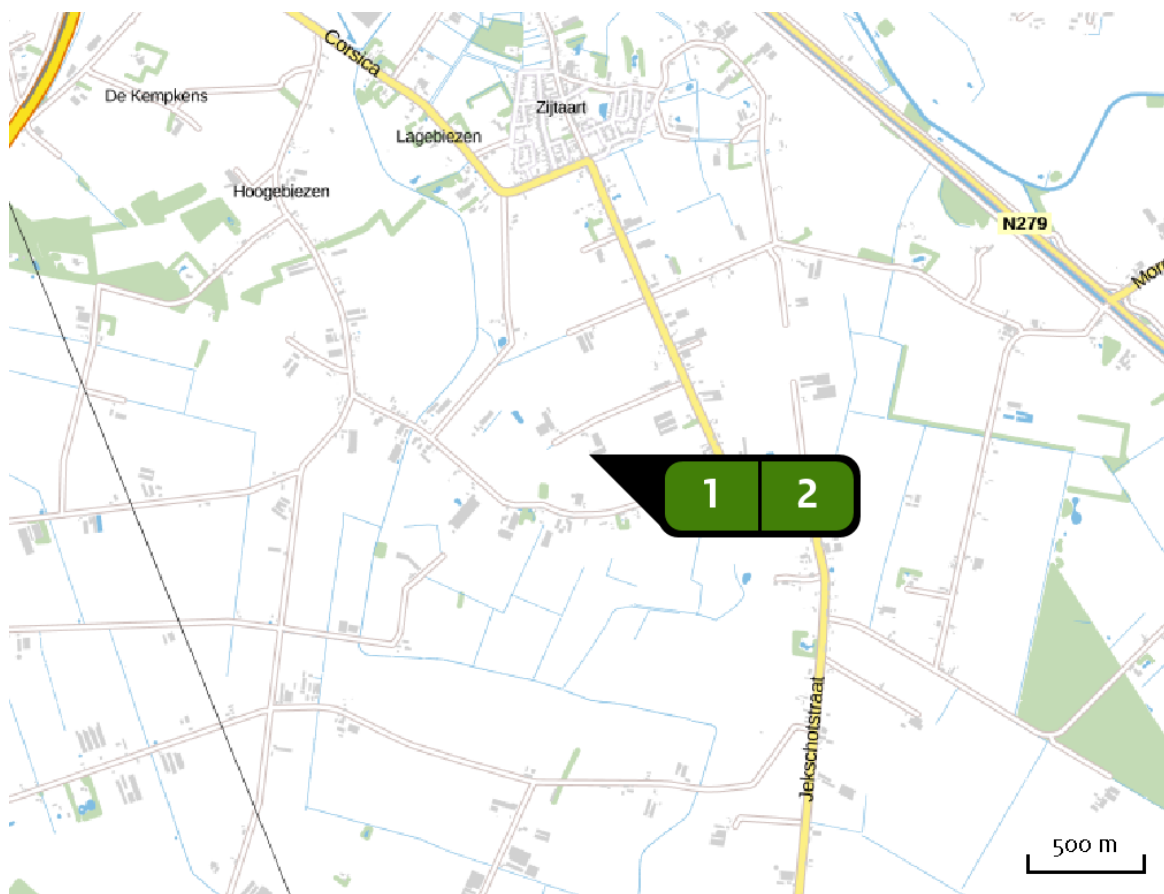 Corsica
De Kempkens
Zijtaart
Lagebiezen
Hoogebiezen
N279
1 2
Jekschotstraat
500 m